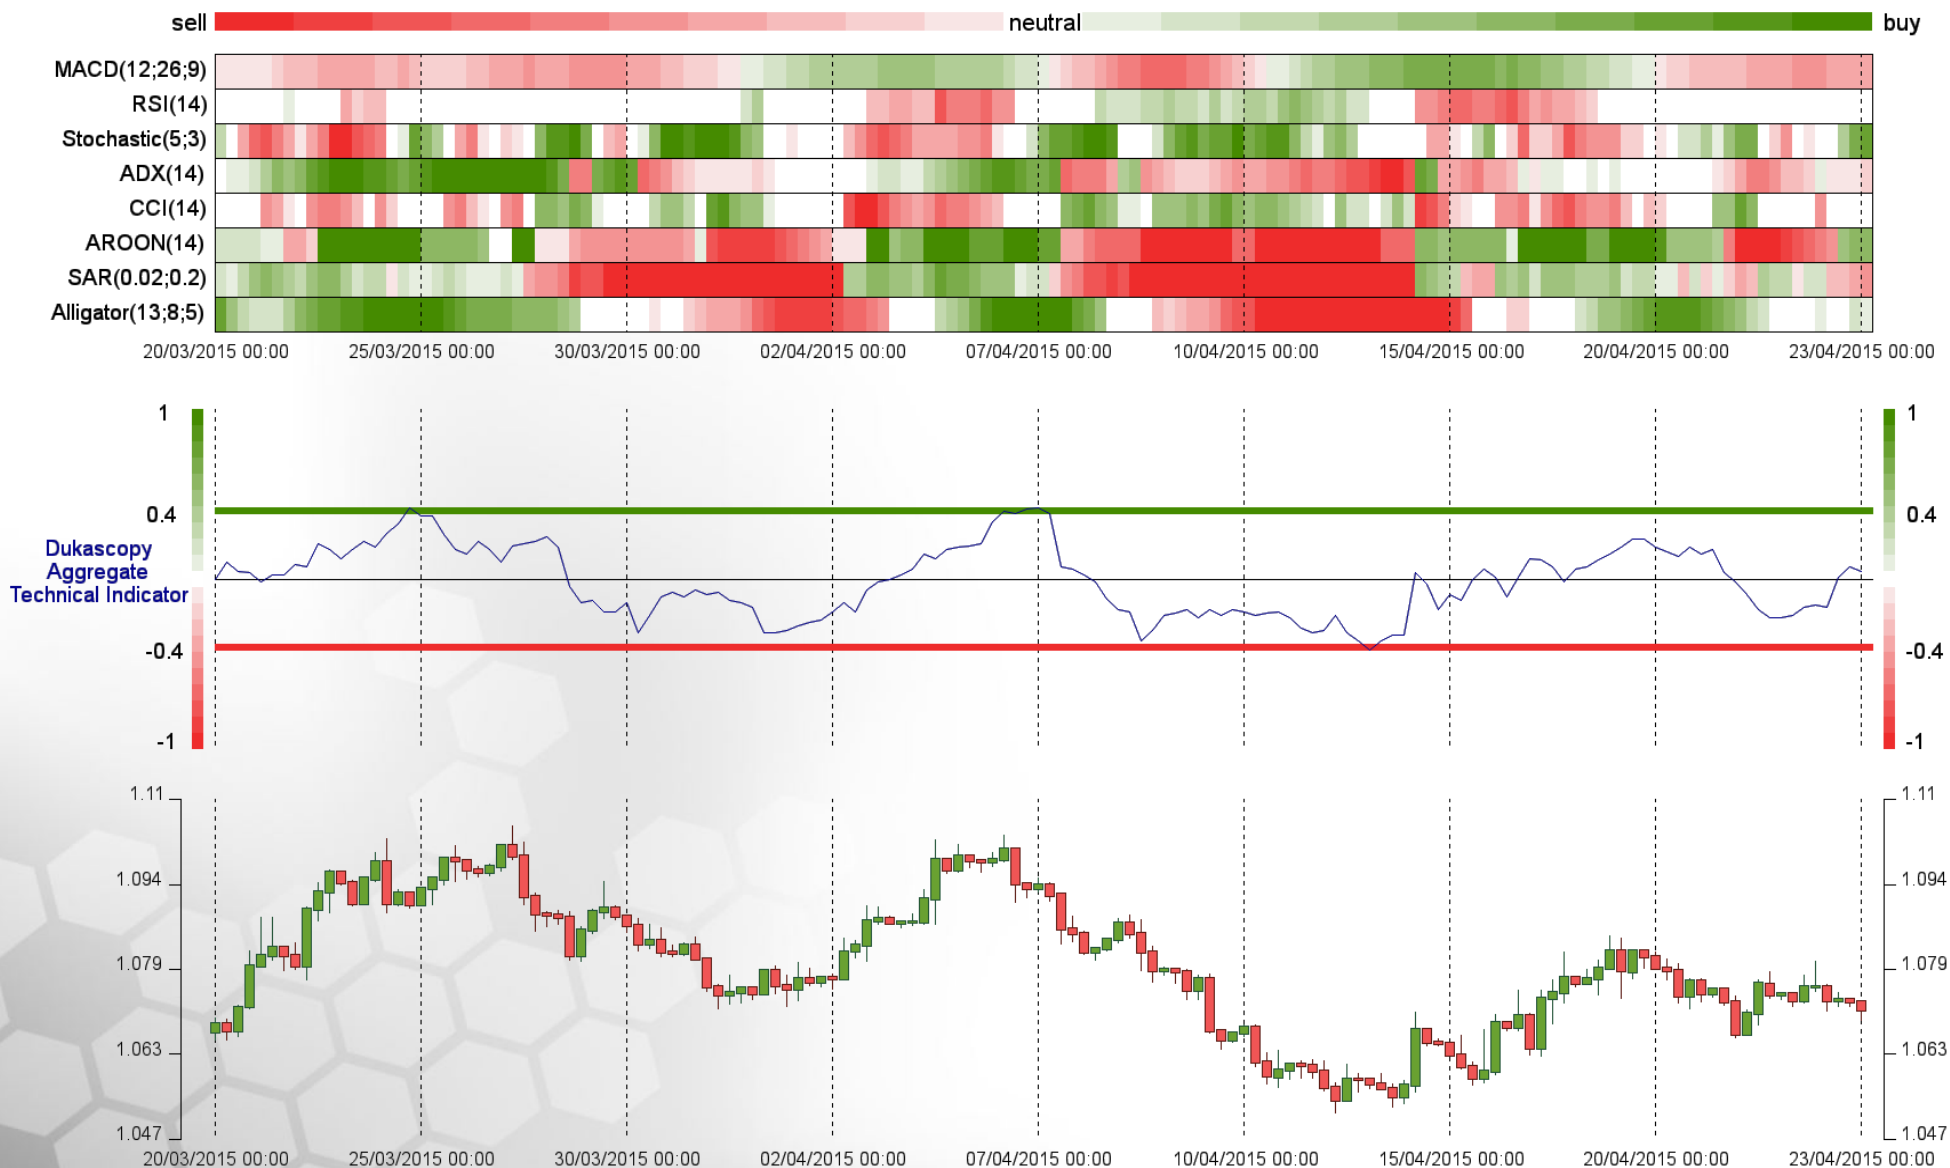 sell neutral buy
MACD(12;26;9)
RSI(14)
Stochastic(5;3)
ADX(14)
CCI(14)
AROON(14)
SAR(0.02;0.2)
Alligator(13;8;5)
20/03/2015 00:00 25/03/2015 00:00 30/03/2015 00:00 02/04/2015 00:00 07/04/2015 00:00 10/04/2015 00:00 15/04/2015 00:00 20/04/2015 00:00 23/04/2015 00:00
1 1
0.4 0.4
Dukascopy
Aggregate
Technical Indicator
-0.4 -0.4
-1 -1
1.11 1.11
1.094 1.094
1.079 1.079
1.063 1.063
1.047 1.047
20/03/2015 00:00 25/03/2015 00:00 30/03/2015 00:00 02/04/2015 00:00 07/04/2015 00:00 10/04/2015 00:00 15/04/2015 00:00 20/04/2015 00:00 23/04/2015 00:00